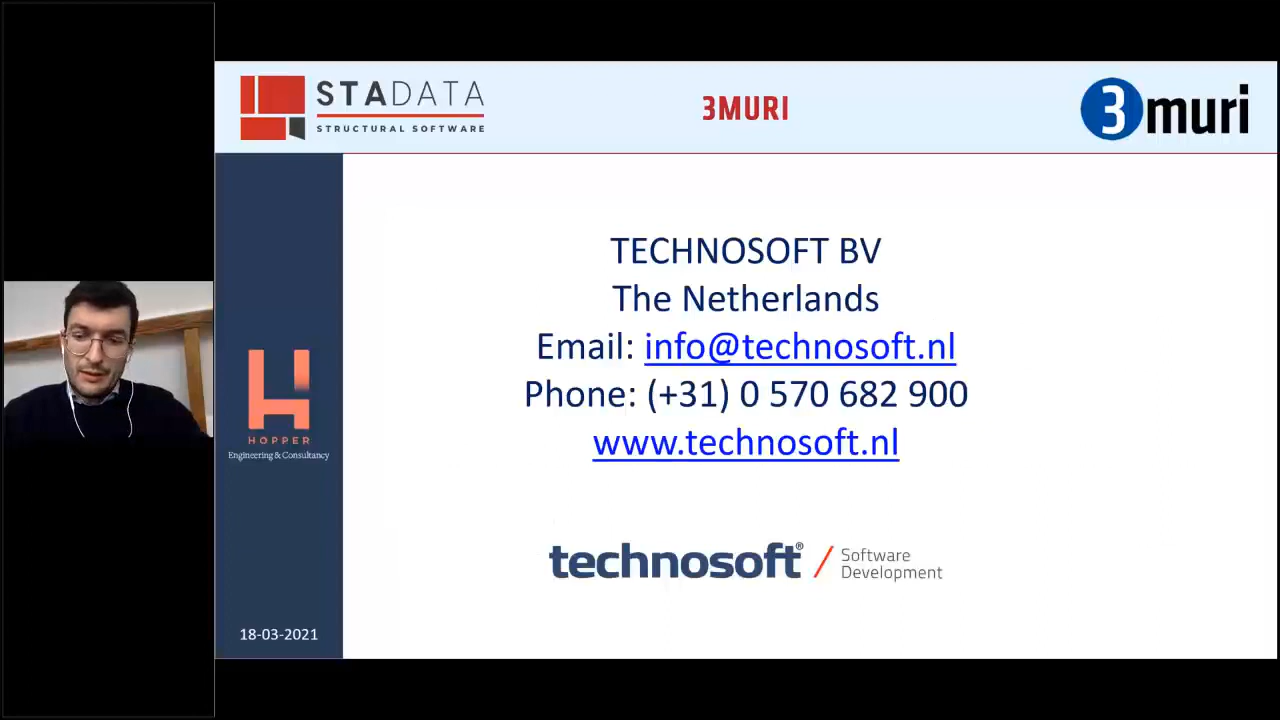 STADATA
STRUCTURAL SOFTWARE
3MURI
3muri
TECHNOSOFT BV
The Netherlands
Email: info@technosoft.nl
Phone: (+31) 0 570 682 900
www.technosoft.nl
HOPPER
Engineering & Consultancy
technosoft® / Software
Development
18-03-2021